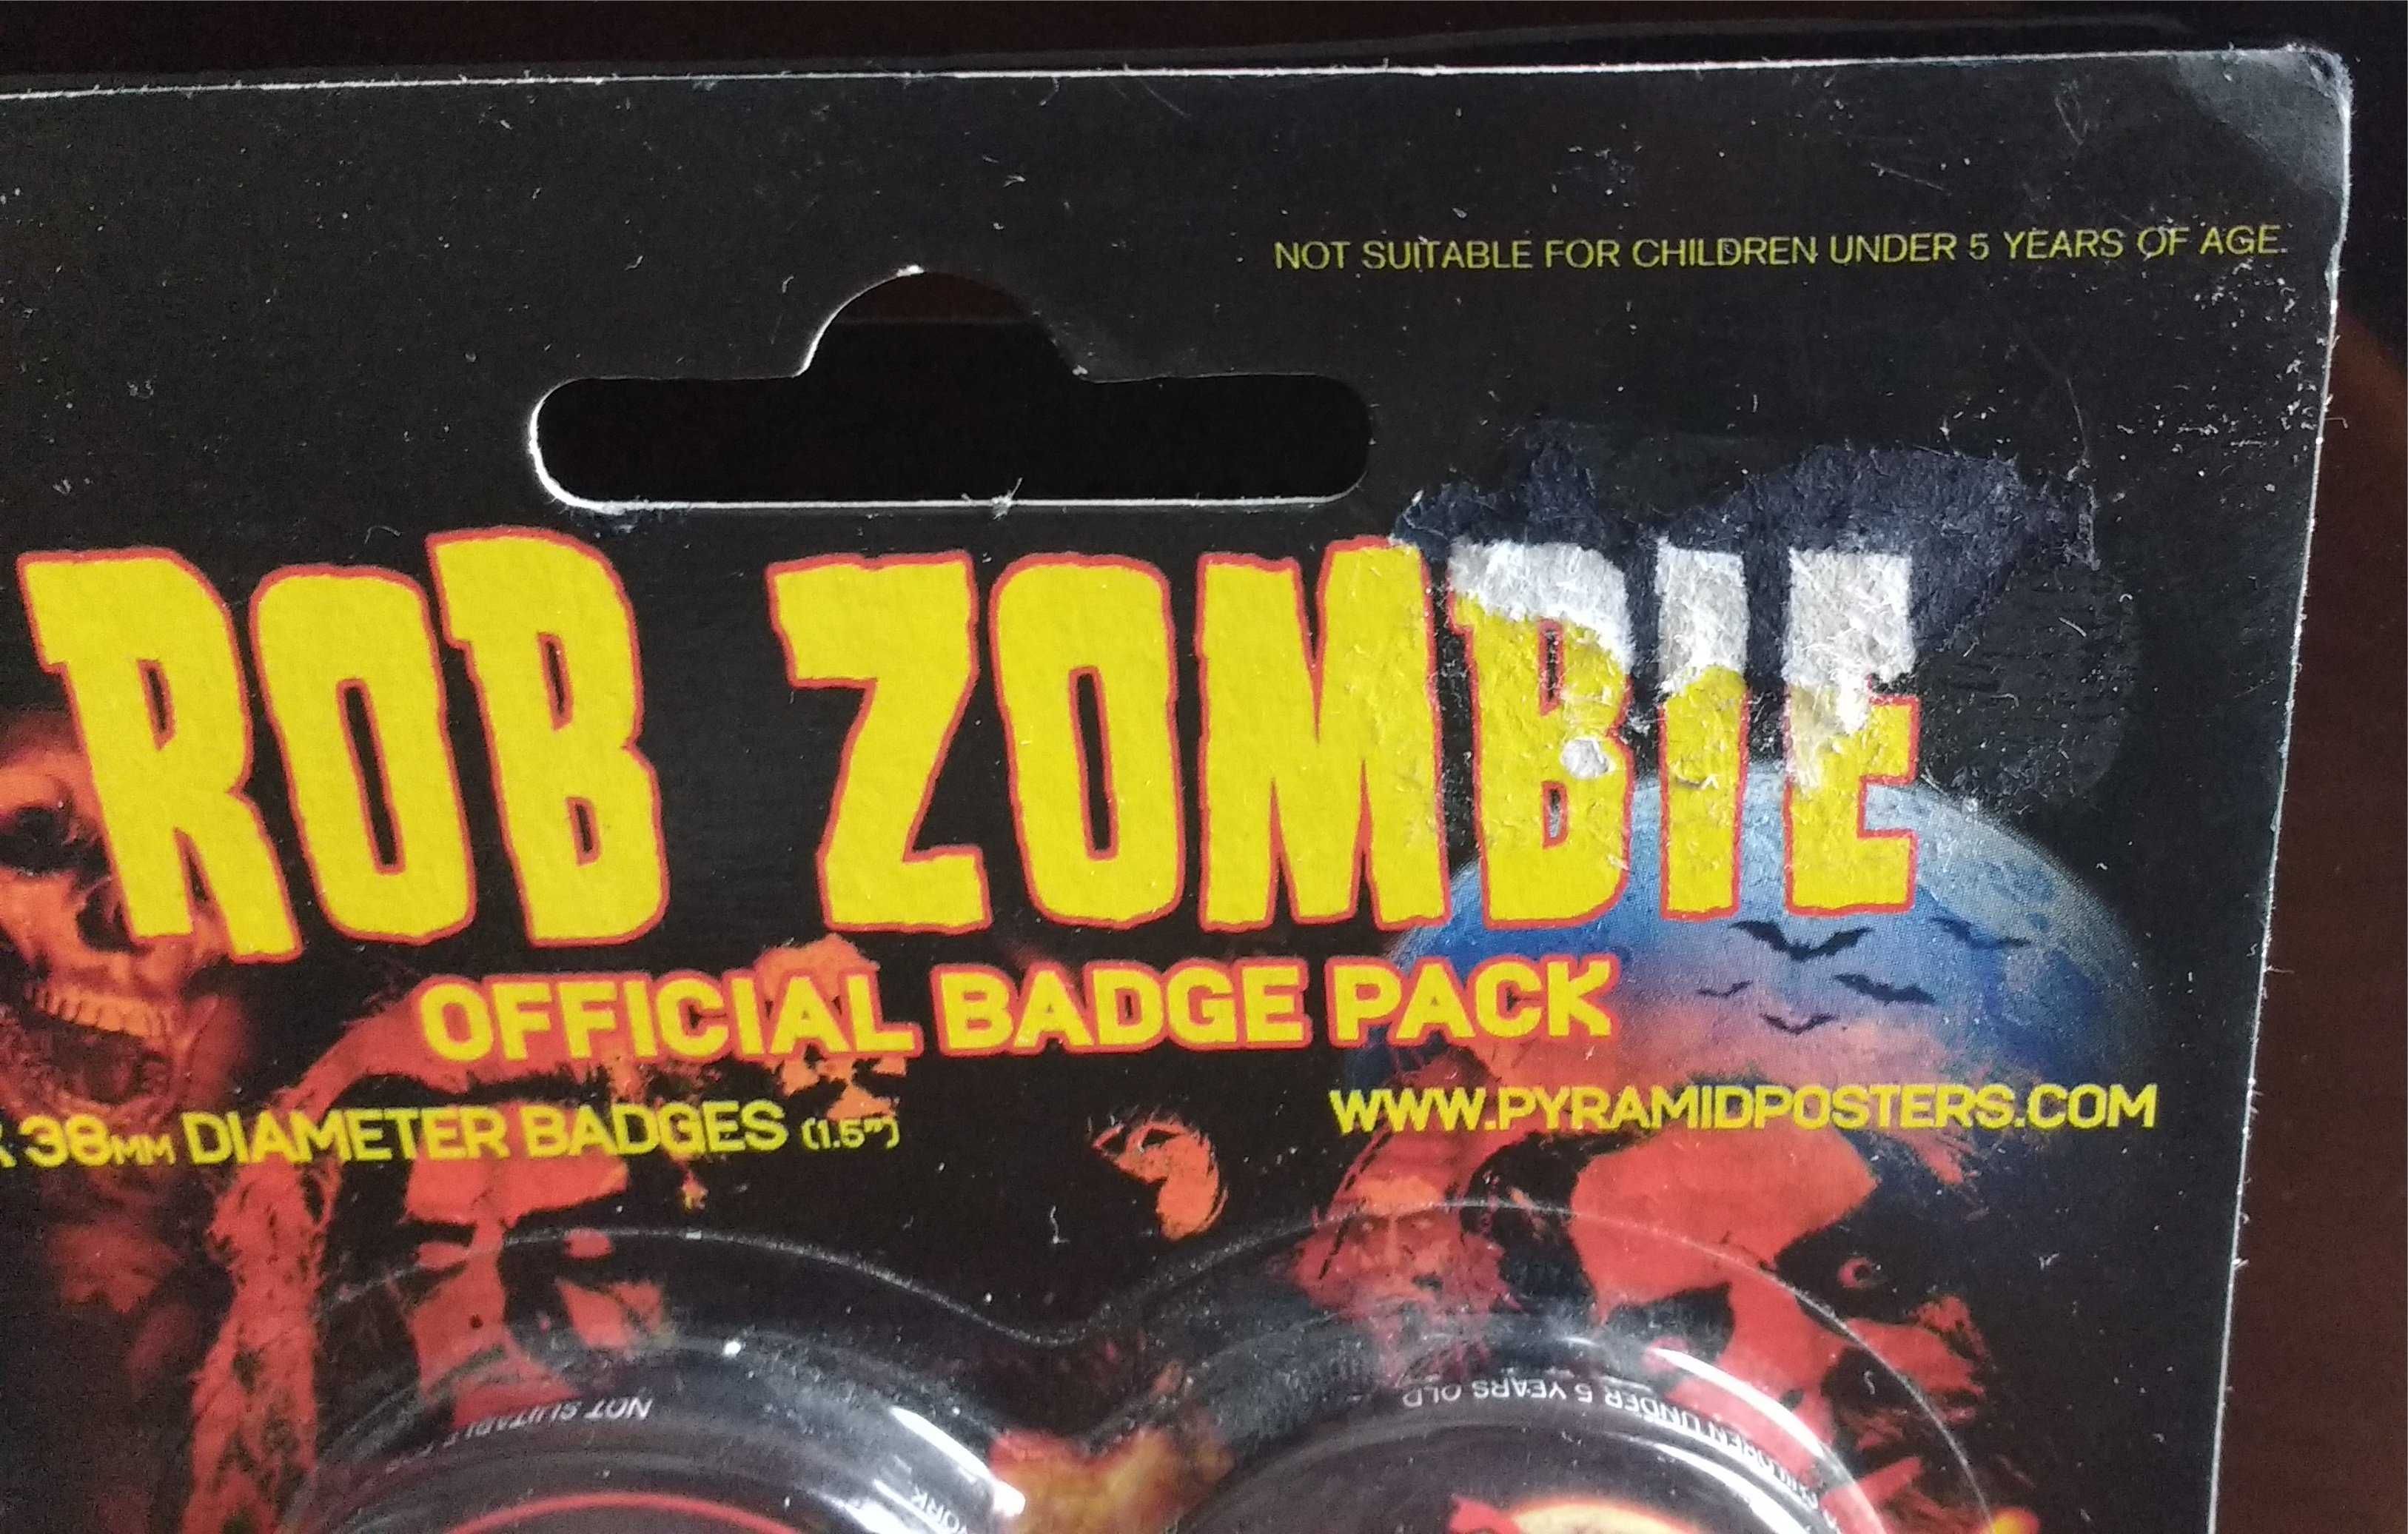 NOT SUITABLE FOR CHILDREN UNDER 5 YEARS OF AGE.
ROB ZOMBIE
OFFICIAL BADGE PACK
38MM DIAMETER BADGES (1.5")
WWW.PYRAMIDPOSTERS.COM
NOT SUITABLE
UNDER 5 YEARS OLD